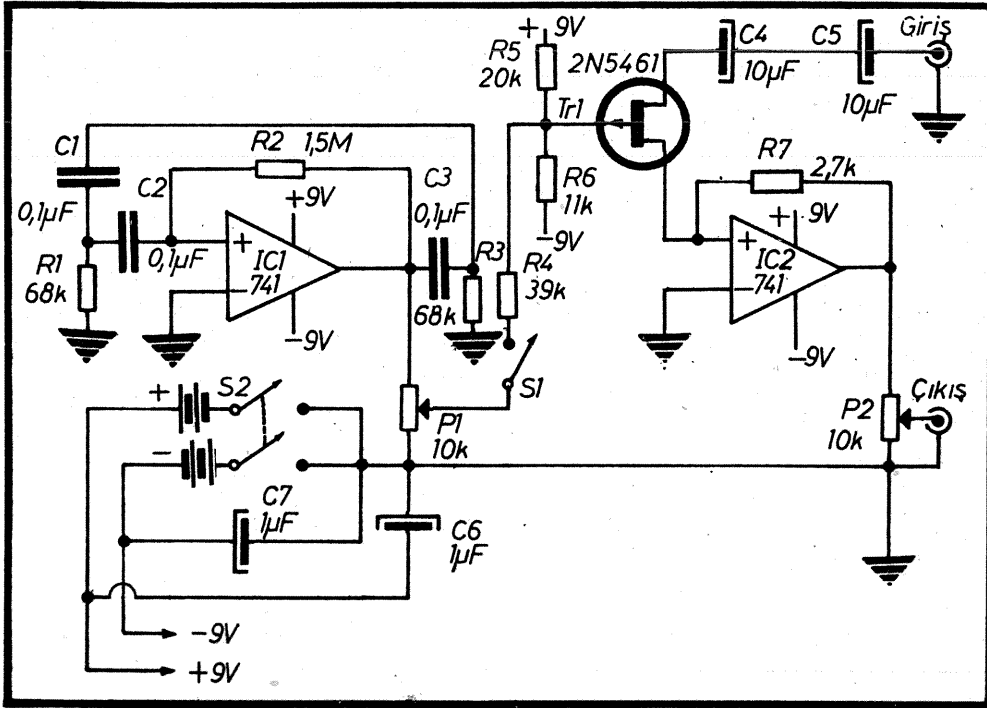 +9V
R5
20k
2N5461
C4
10µF
C5
10µF
Giriş
Tr1
C1
0,1µF
R2 1,5M
C2
0,1µF
+9V
+
IC1
741
−
−9V
C3
0,1µF
R1
68k
R3
68k
R6
11k
−9V
R4
39k
S1
R7
2,7k
+9V
+
IC2
741
−
−9V
+
S2
−
P1
10k
P2
10k
Çıkış
C7
1µF
C6
1µF
−9V
+9V